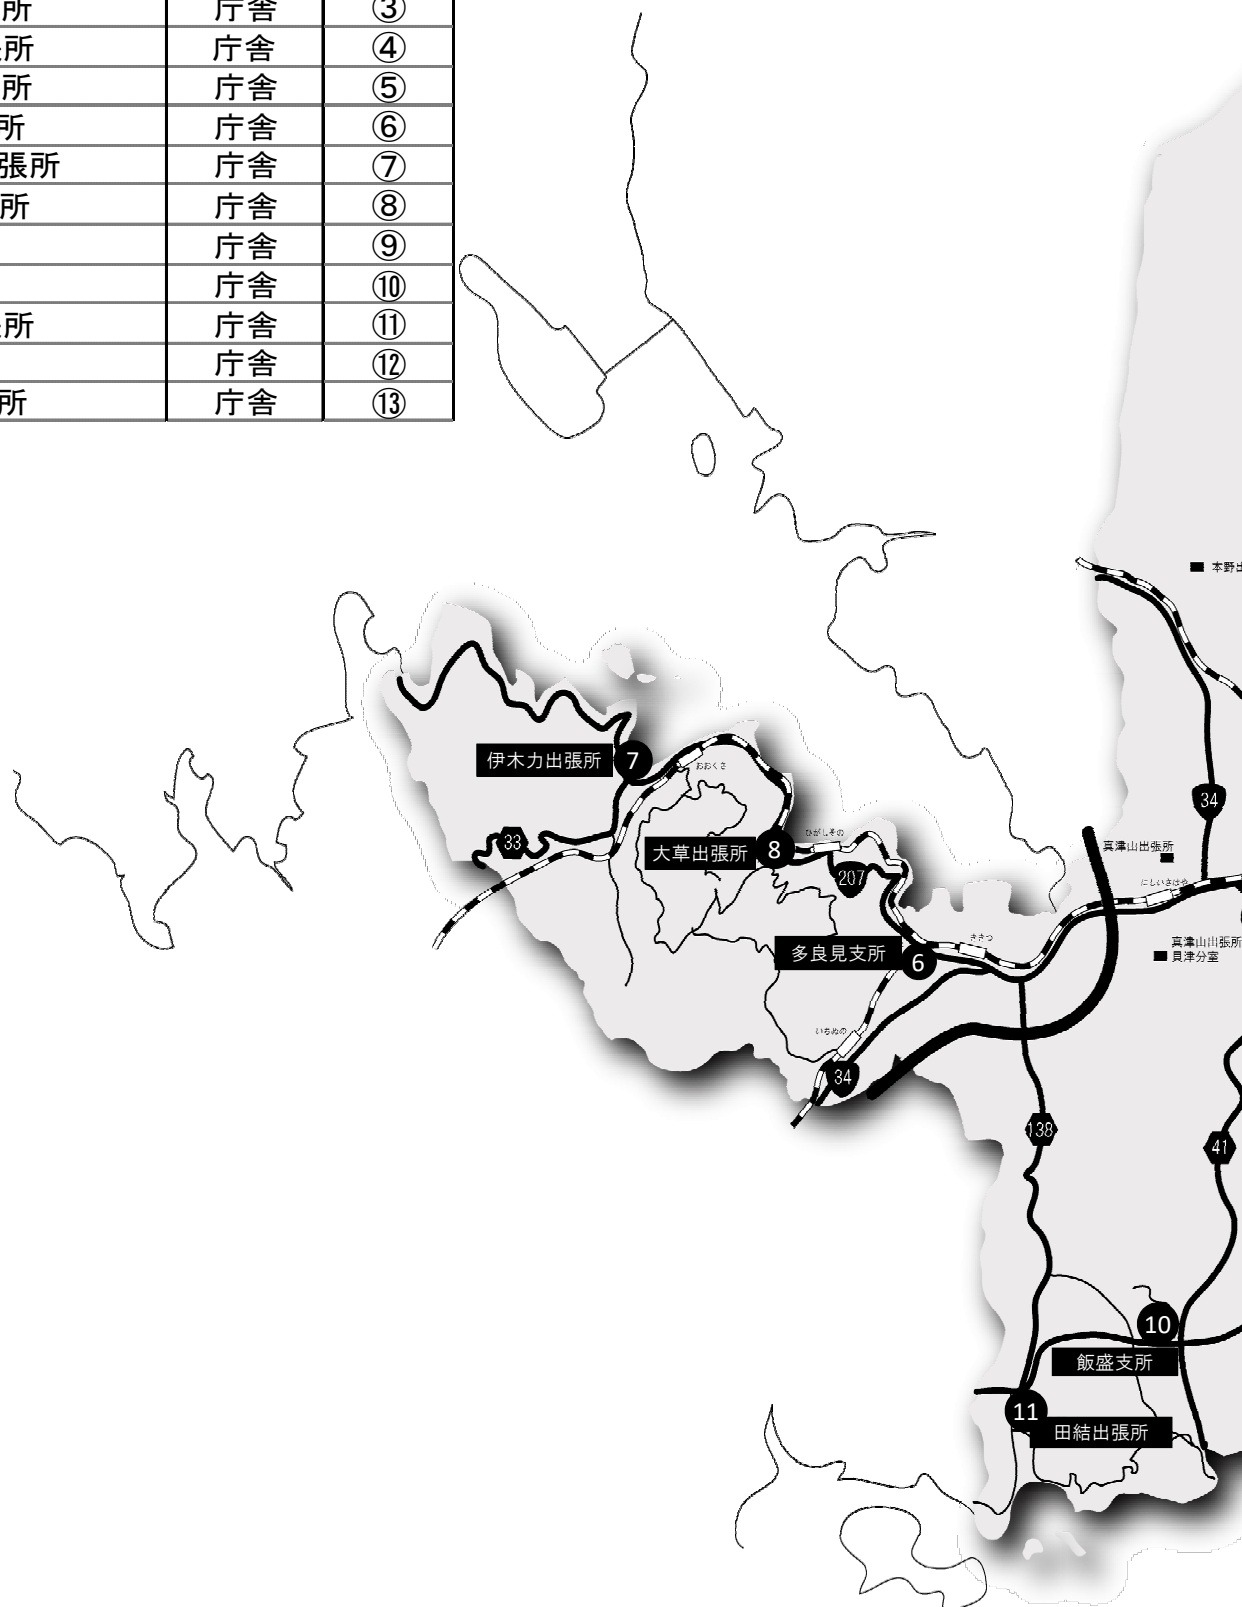 所 庁舎 ③
張所 庁舎 ④
所 庁舎 ⑤
所 庁舎 ⑥
張所 庁舎 ⑦
所 庁舎 ⑧
庁舎 ⑨
庁舎 ⑩
張所 庁舎 ⑪
庁舎 ⑫
所 庁舎 ⑬
本野出
伊木力出張所 7
おおくさ
34
33
大草出張所 8
ひがしその
207
真津山出張所
にしいさはや
多良見支所 6
ききつ
真津山出張所
貝津分室
いちぬの
34
138
41
10
飯盛支所
11
田結出張所